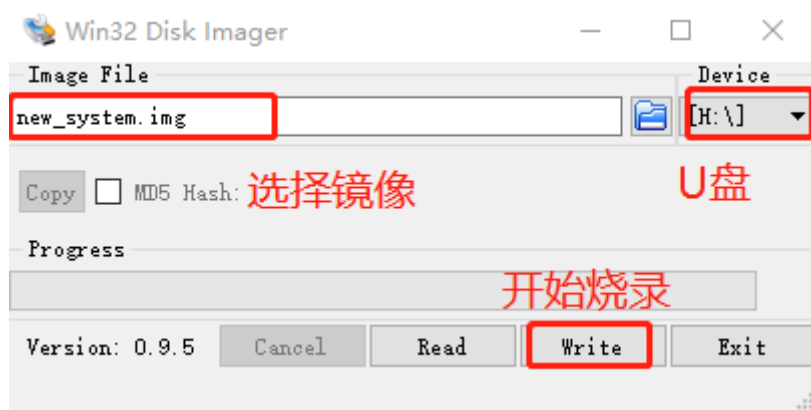 Win32 Disk Imager
Image File
Device
new_system.img
[H:\]
Copy
MD5 Hash:
选择镜像
U盘
Progress
开始烧录
Version: 0.9.5
Cancel
Read
Write
Exit